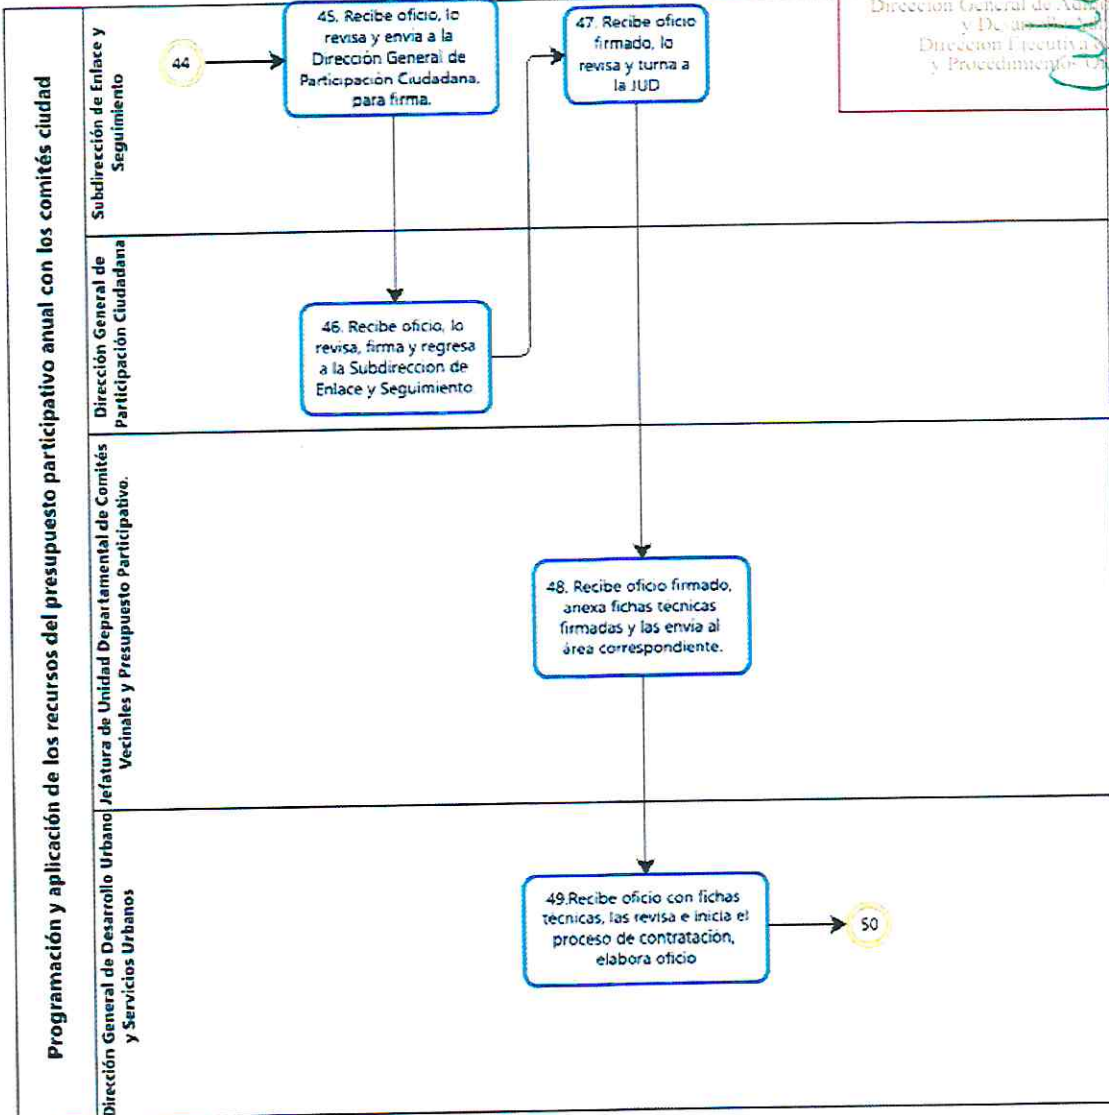 Programación y aplicación de los recursos del presupuesto participativo anual con los comités ciudad
Subdirección de Enlace y
Seguimiento
44
45. Recibe oficio, lo
revisa y envia a la
Dirección General de
Participación Ciudadana,
para firma.
47. Recibe oficio
firmado, lo
revisa y turna a
la JUD
Dirección General de
y
Dirección Ejecutiva
y Procedimientos
Dirección General de
Participación Ciudadana
46. Recibe oficio, lo
revisa, firma y regresa
a la Subdireccion de
Enlace y Seguimiento
Jefatura de Unidad Departamental de Comités
Vecinales y Presupuesto Participativo.
48. Recibe oficio firmado,
anexa fichas técnicas
firmadas y las envia al
área correspondiente.
Dirección General de Desarrollo Urbano
y Servicios Urbanos
49.Recibe oficio con fichas
técnicas, las revisa e inicia el
proceso de contratación,
elabora oficio
50